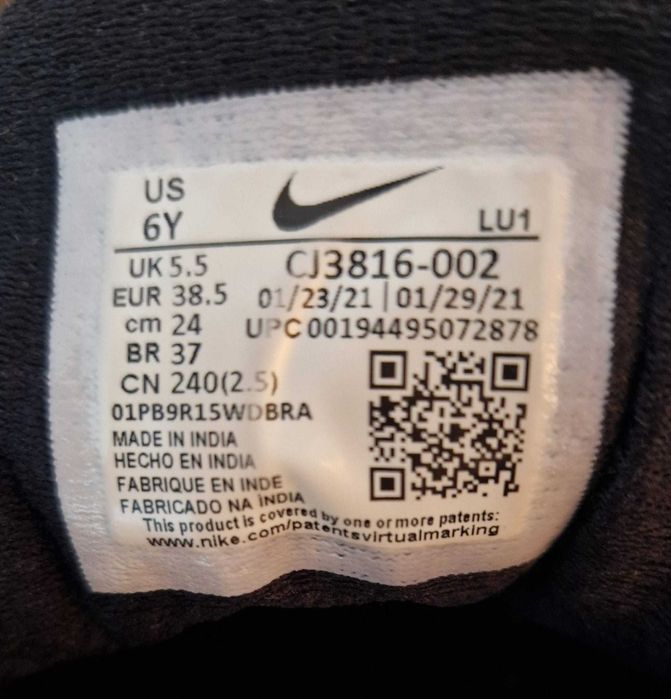 US
6Y
LU1
UK 5.5
CJ3816-002
EUR 38.5
01/23/21 | 01/29/21
cm 24
UPC 00194495072878
BR 37
CN 240(2.5)
01PB9R15WDBRA
MADE IN INDIA
HECHO EN INDIA
FABRIQUE EN INDE
FABRICADO NA INDIA
This product is covered by one or more patents:
www.nike.com/patentsvirtualmarking